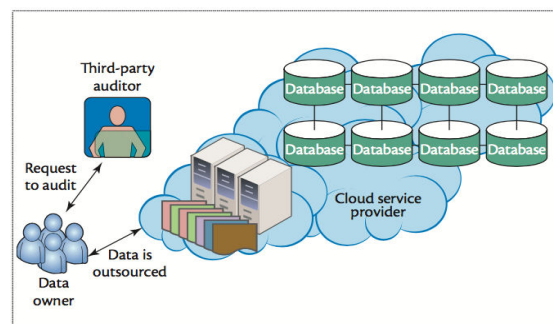 Third-party
auditor
Database Database Database Database
Database Database Database Database
Request
to audit
Cloud service
provider
Data is
outsourced
Data
owner